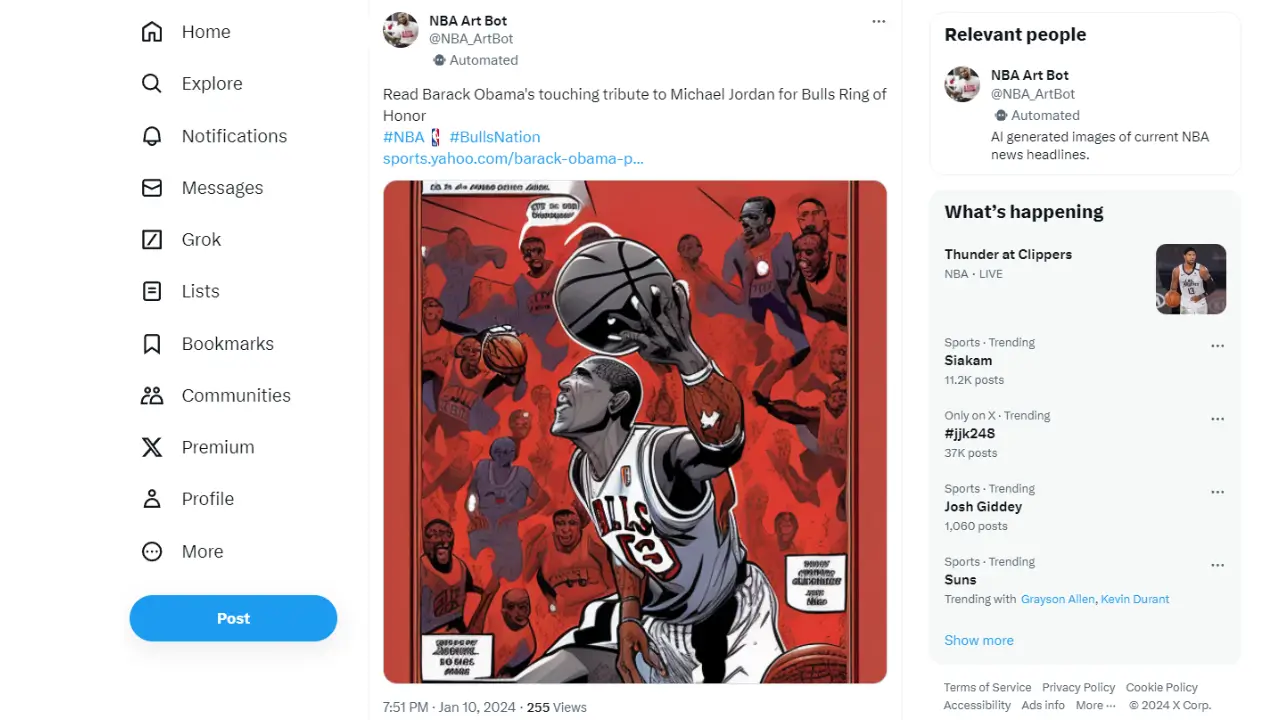 Home
Explore
Notifications
Messages
Grok
Lists
Bookmarks
Communities
Premium
Profile
More
Post
NBA Art Bot
@NBA_ArtBot
Automated
Read Barack Obama's touching tribute to Michael Jordan for Bulls Ring of
Honor
#NBA #BullsNation
sports.yahoo.com/barack-obama-p…
7:51 PM · Jan 10, 2024 · 255 Views
Relevant people
NBA Art Bot
@NBA_ArtBot
Automated
AI generated images of current NBA
news headlines.
What's happening
Thunder at Clippers
NBA · LIVE
Sports · Trending
Siakam
11.2K posts
Only on X · Trending
#jjk248
37K posts
Sports · Trending
Josh Giddey
1,060 posts
Sports · Trending
Suns
Trending with Grayson Allen, Kevin Durant
Show more
Terms of Service Privacy Policy Cookie Policy
Accessibility Ads info More ··· © 2024 X Corp.